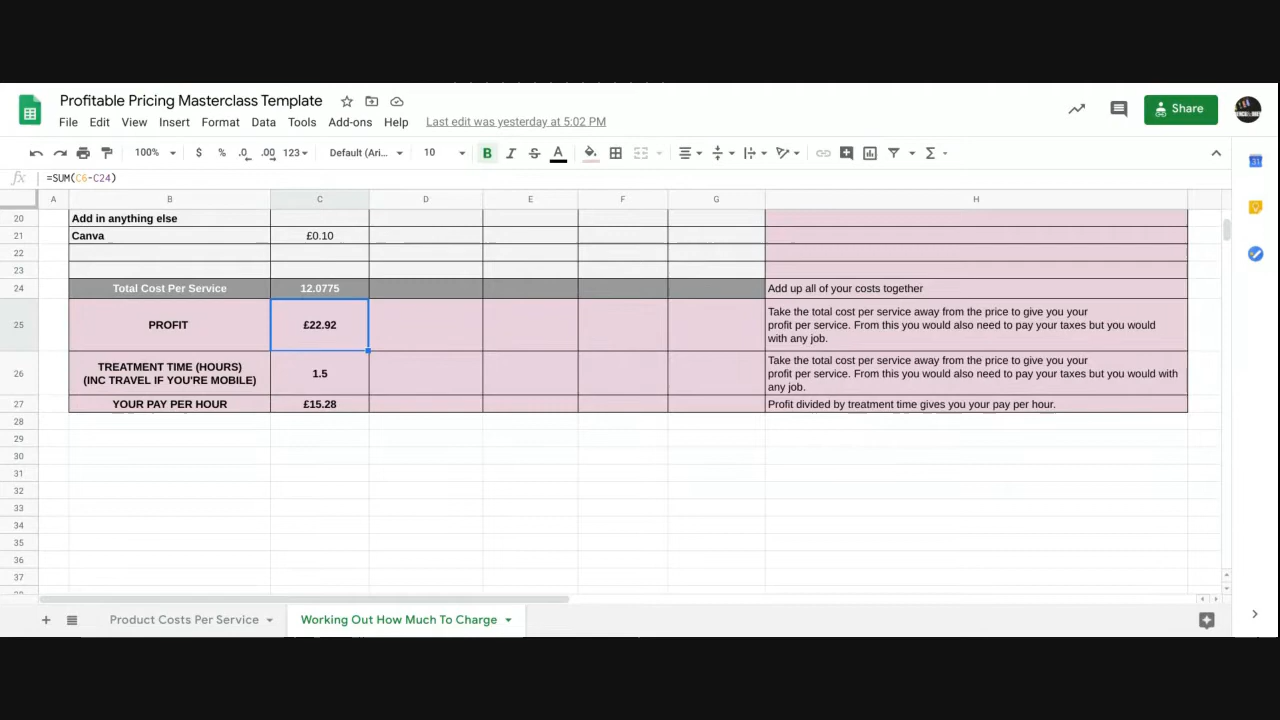 Profitable Pricing Masterclass Template
File Edit View Insert Format Data Tools Add-ons Help Last edit was yesterday at 5:02 PM
Share
100% $ % .0 .00 123 Default (Ari... 10 B I S A Σ
fx =SUM(C6-C24)
A B C D E F G H
20 Add in anything else
21 Canva £0.10
22
23
24 Total Cost Per Service 12.0775 Add up all of your costs together
25 PROFIT £22.92 Take the total cost per service away from the price to give you your
profit per service. From this you would also need to pay your taxes but you would
with any job.
26 TREATMENT TIME (HOURS)
(INC TRAVEL IF YOU'RE MOBILE) 1.5 Take the total cost per service away from the price to give you your
profit per service. From this you would also need to pay your taxes but you would with
any job.
27 YOUR PAY PER HOUR £15.28 Profit divided by treatment time gives you your pay per hour.
28
29
30
31
32
33
34
35
36
37
Product Costs Per Service Working Out How Much To Charge